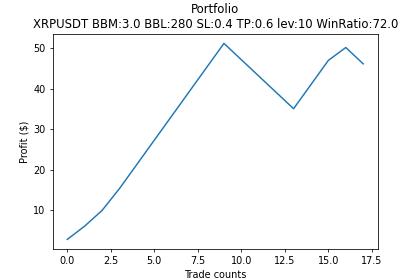 Portfolio
XRPUSDT BBM:3.0 BBL:280 SL:0.4 TP:0.6 lev:10 WinRatio:72.0
50
40
30
20
10
Profit ($)
0.0 2.5 5.0 7.5 10.0 12.5 15.0 17.5
Trade counts